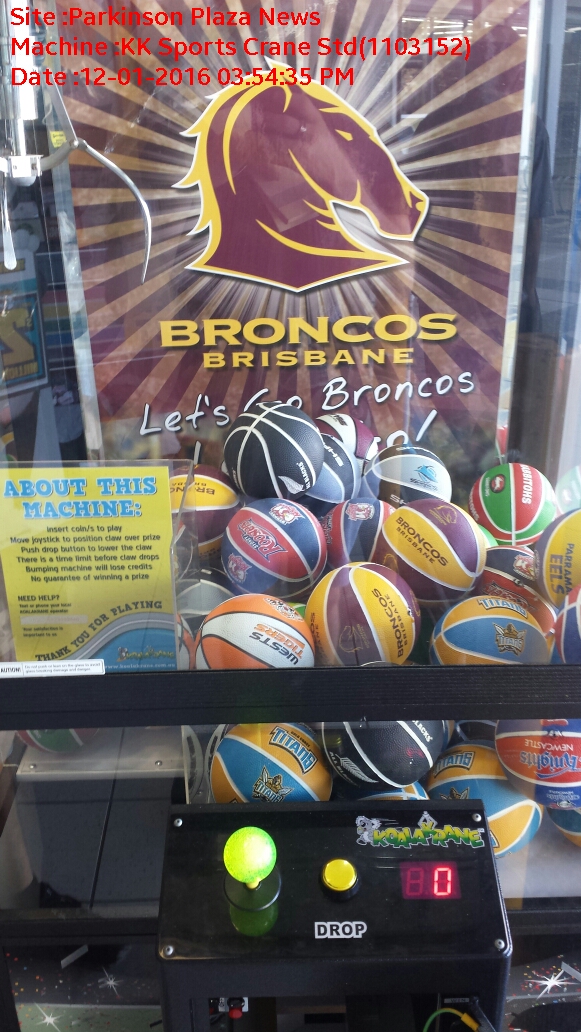 Site :Parkinson Plaza News
Machine :KK Sports Crane Std(1103152)
Date :12-01-2016 03:54:35 PM
BRONCOS
BRISBANE
Let's Go Broncos
ABOUT THIS
MACHINE:
Insert coin/s to play
Move joystick to position claw over prize
Push drop button to lower the claw
There is a time limit before claw drops
Bumping machine will lose credits
No guarantee of winning a prize
NEED HELP?
THANK YOU FOR PLAYING
CAUTION!
RABBITOHS
BRONCOS
PARRAMATTA
EELS
TITANS
WESTS
TIGERS
BRONCOS
TITANS
TITANS
Knights
NEWCASTLE
KOALAKRANE
0
DROP